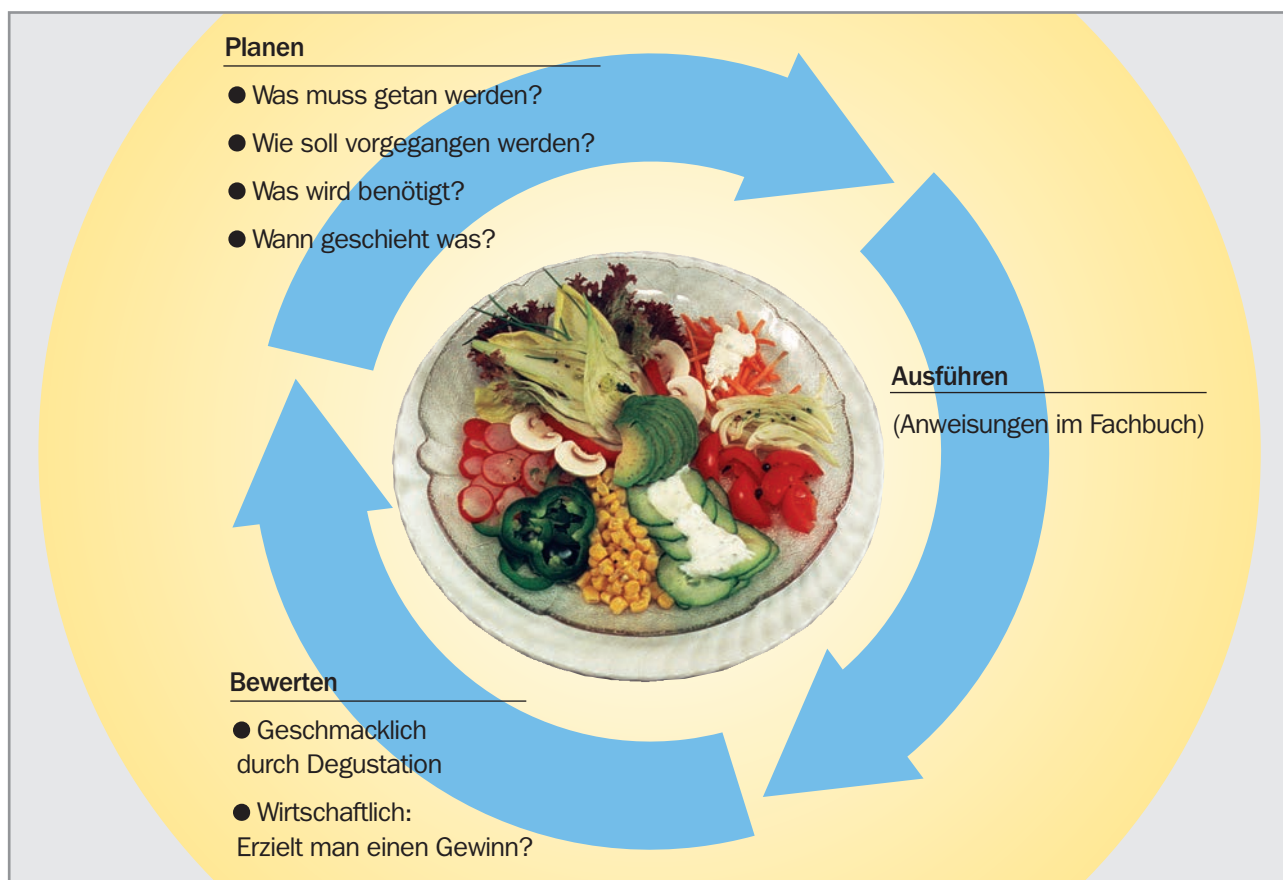 Planen
● Was muss getan werden?
● Wie soll vorgegangen werden?
● Was wird benötigt?
● Wann geschieht was?
Ausführen
(Anweisungen im Fachbuch)
Bewerten
● Geschmacklich
durch Degustation
● Wirtschaftlich:
Erzielt man einen Gewinn?